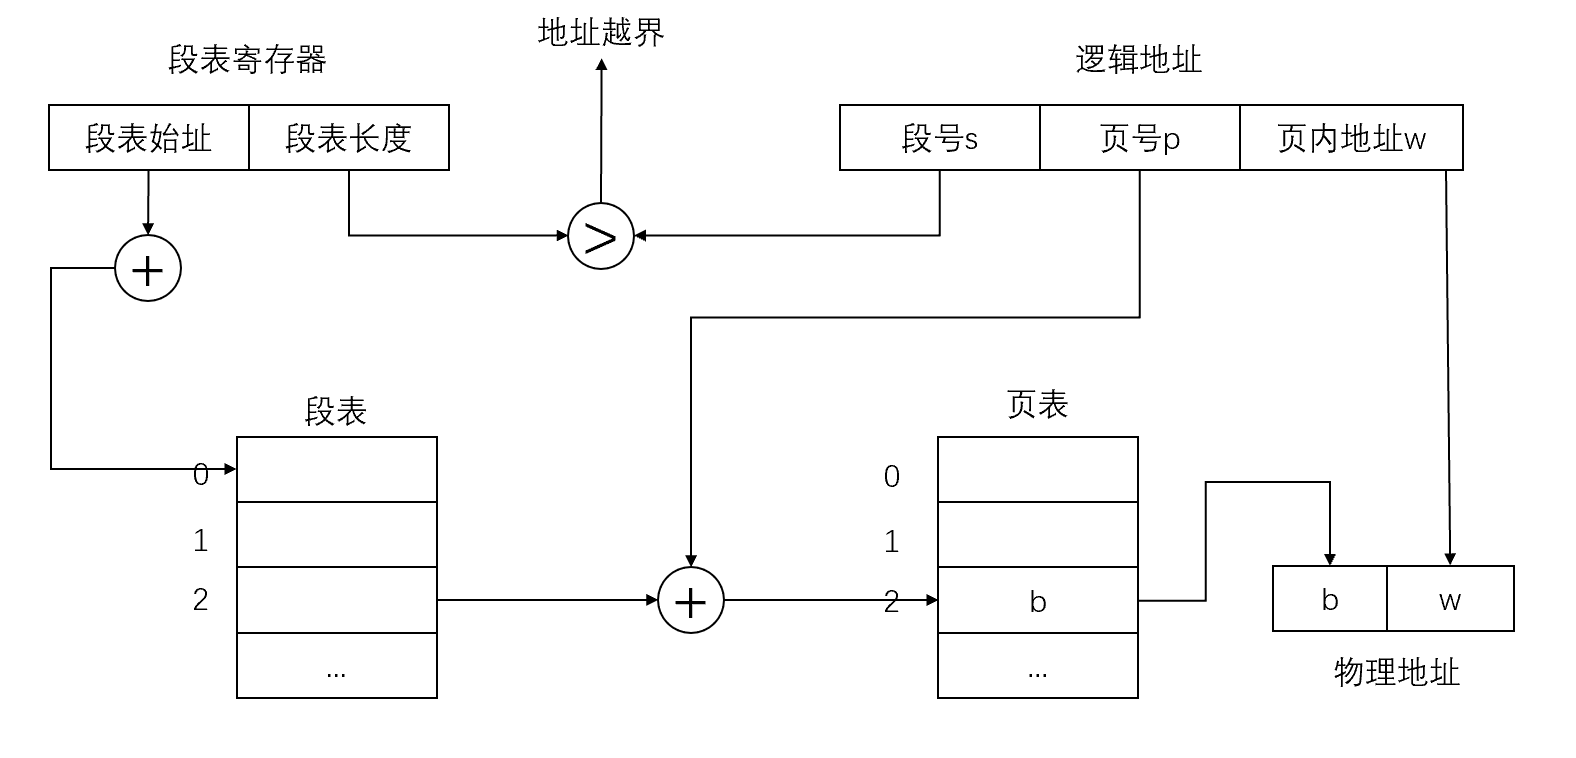 地址越界
段表寄存器
逻辑地址
段表始址 段表长度
段号s 页号p 页内地址w
>
+
段表
页表
0
1
2
...
+
0
1
2 b
...
b w
物理地址